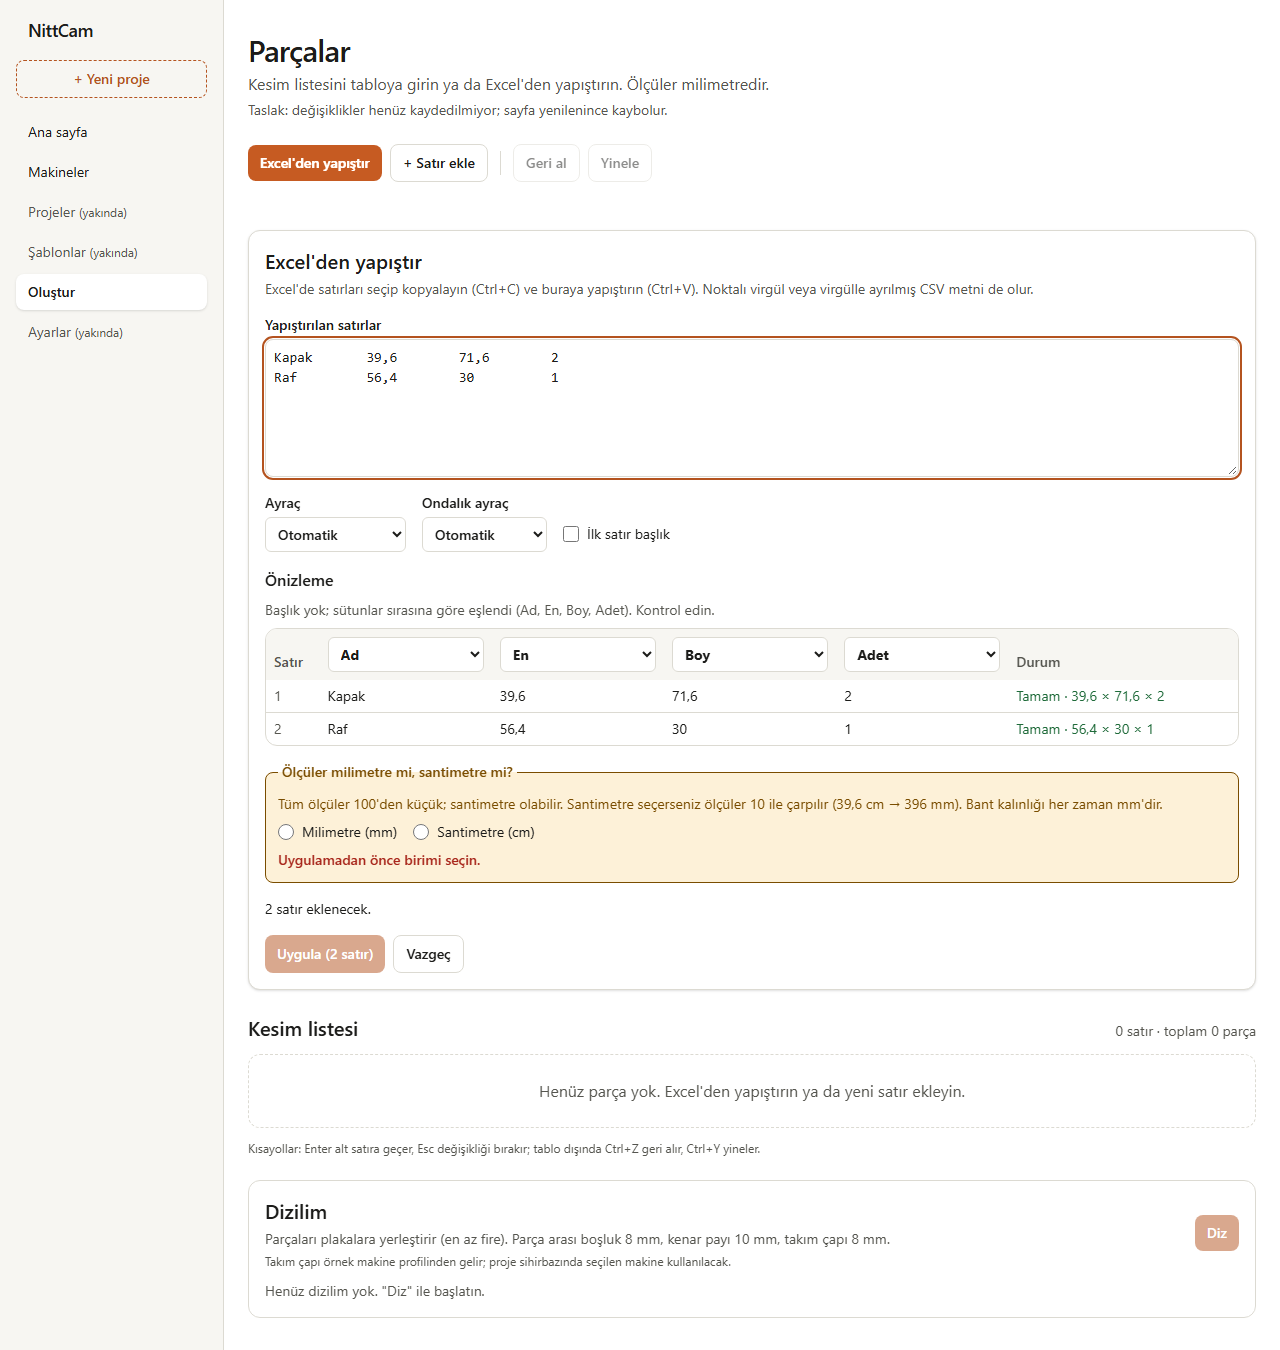 NittCam
+ Yeni proje
Ana sayfa
Makineler
Projeler (yakında)
Şablonlar (yakında)
Oluştur
Ayarlar (yakında)
Parçalar
Kesim listesini tabloya girin ya da Excel'den yapıştırın. Ölçüler milimetredir.
Taslak: değişiklikler henüz kaydedilmiyor; sayfa yenilenince kaybolur.
Excel'den yapıştır + Satır ekle Geri al Yinele
Excel'den yapıştır
Excel'de satırları seçip kopyalayın (Ctrl+C) ve buraya yapıştırın (Ctrl+V). Noktalı virgül veya virgülle ayrılmış CSV metni de olur.
Yapıştırılan satırlar
Kapak 39,6 71,6 2
Raf 56,4 30 1
Ayraç Ondalık ayraç
Otomatik Otomatik İlk satır başlık
Önizleme
Başlık yok; sütunlar sırasına göre eşlendi (Ad, En, Boy, Adet). Kontrol edin.
Satır Ad En Boy Adet Durum
1 Kapak 39,6 71,6 2 Tamam · 39,6 × 71,6 × 2
2 Raf 56,4 30 1 Tamam · 56,4 × 30 × 1
Ölçüler milimetre mi, santimetre mi?
Tüm ölçüler 100'den küçük; santimetre olabilir. Santimetre seçerseniz ölçüler 10 ile çarpılır (39,6 cm → 396 mm). Bant kalınlığı her zaman mm'dir.
Milimetre (mm) Santimetre (cm)
Uygulamadan önce birimi seçin.
2 satır eklenecek.
Uygula (2 satır) Vazgeç
Kesim listesi 0 satır · toplam 0 parça
Henüz parça yok. Excel'den yapıştırın ya da yeni satır ekleyin.
Kısayollar: Enter alt satıra geçer, Esc değişikliği bırakır; tablo dışında Ctrl+Z geri alır, Ctrl+Y yineler.
Dizilim
Parçaları plakalara yerleştirir (en az fire). Parça arası boşluk 8 mm, kenar payı 10 mm, takım çapı 8 mm.
Diz
Takım çapı örnek makine profilinden gelir; proje sihirbazında seçilen makine kullanılacak.
Henüz dizilim yok. "Diz" ile başlatın.